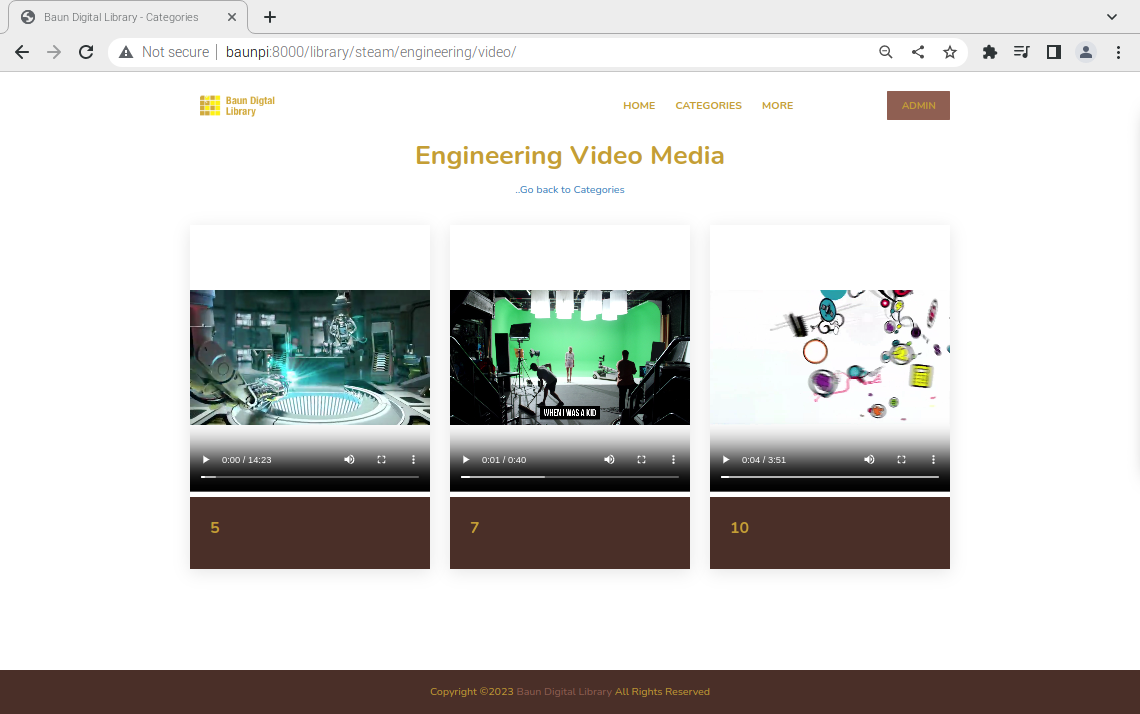 Baun Digital Library - Categories
Not secure | baunpi:8000/library/steam/engineering/video/
Baun Digtal
Library
HOME CATEGORIES MORE ADMIN
Engineering Video Media
..Go back to Categories
WHEN I WAS A KID
0:00 / 14:23
0:01 / 0:40
0:04 / 3:51
5
7
10
Copyright ©2023 Baun Digital Library All Rights Reserved